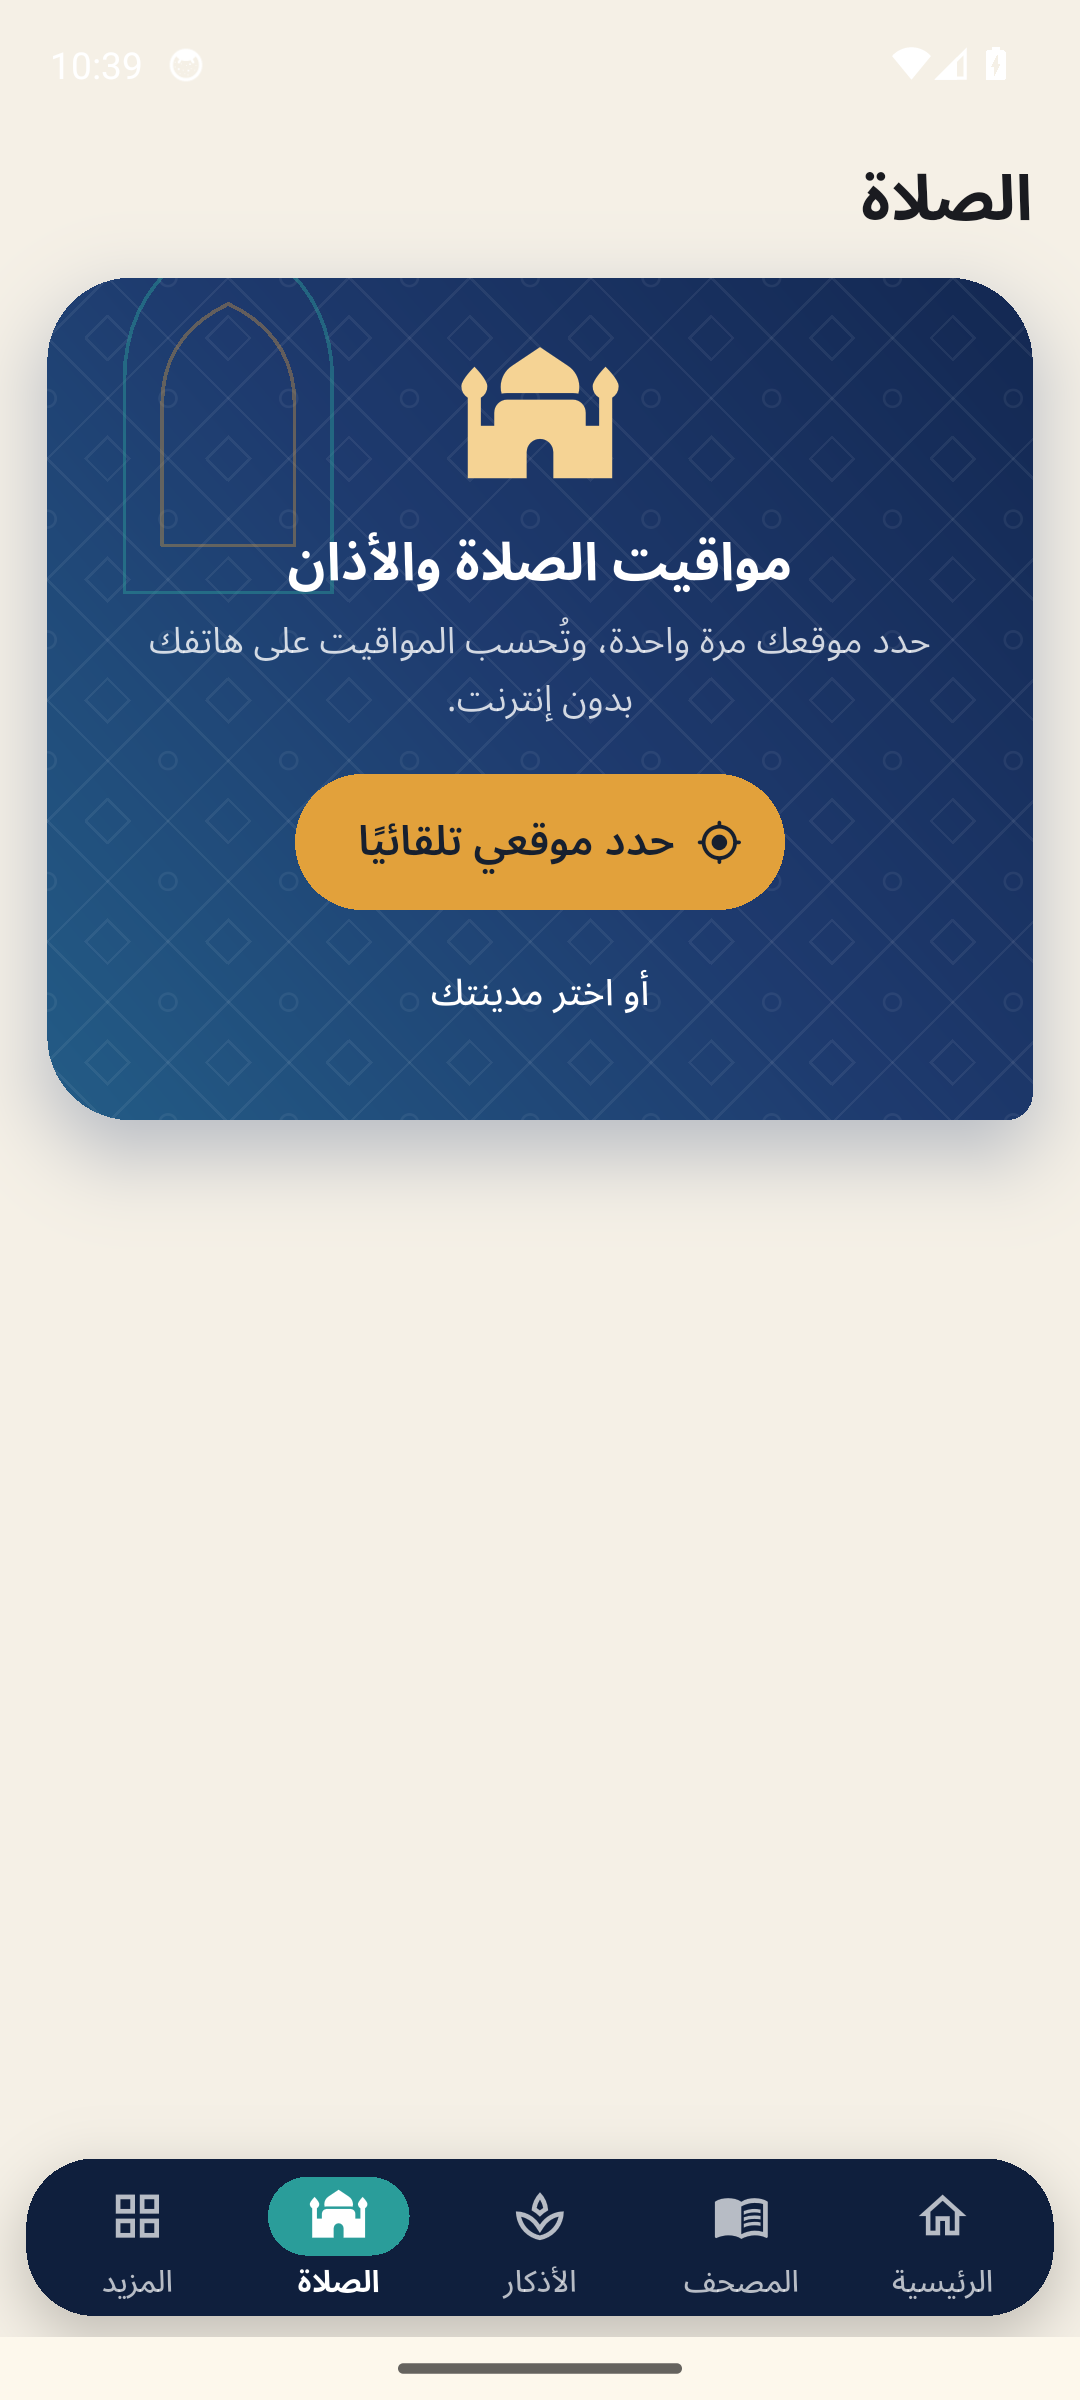 10:39
الصلاة
مواقيت الصلاة والأذان
حدد موقعك مرة واحدة، وتُحسب المواقيت على هاتفك
بدون إنترنت.
حدد موقعي تلقائيًا
أو اختر مدينتك
الرئيسية
المصحف
الأذكار
الصلاة
المزيد